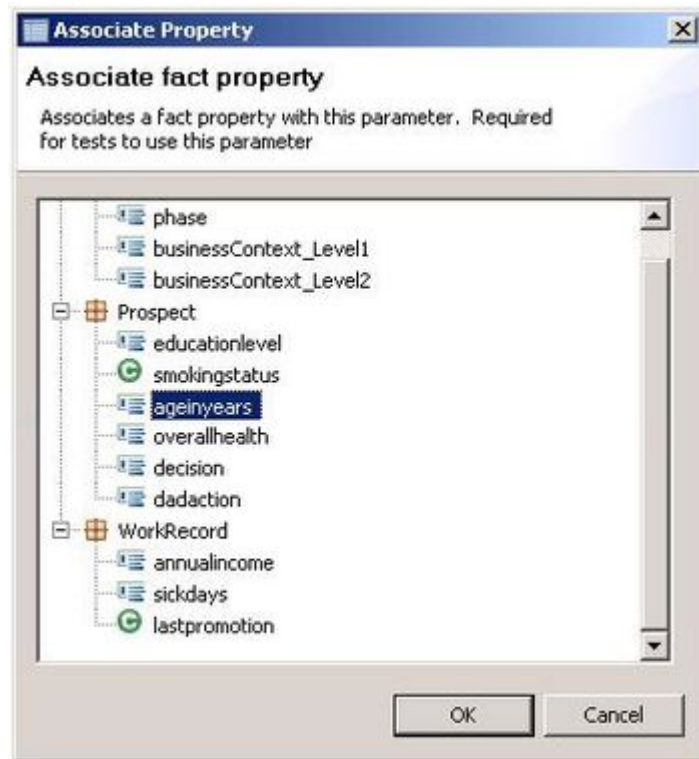 Associate Property
Associate fact property
Associates a fact property with this parameter. Required
for tests to use this parameter
phase
businessContext_Level1
businessContext_Level2
Prospect
educationlevel
smokingstatus
ageinyears
overallhealth
decision
dadaction
WorkRecord
annualincome
sickdays
lastpromotion
OK
Cancel